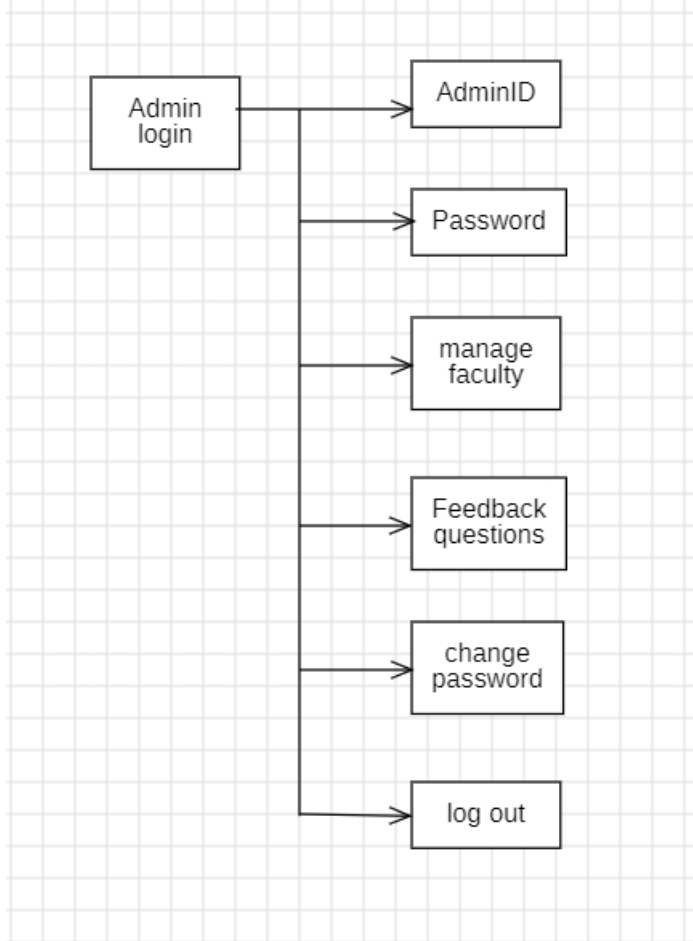 Admin
login
AdminID
Password
manage
faculty
Feedback
questions
change
password
log out